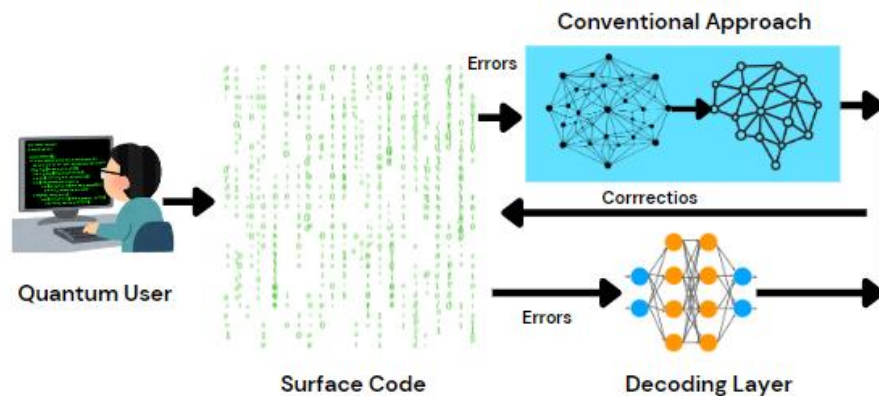 Conventional Approach
Errors
Corrrectios
Quantum User
Errors
Surface Code
Decoding Layer